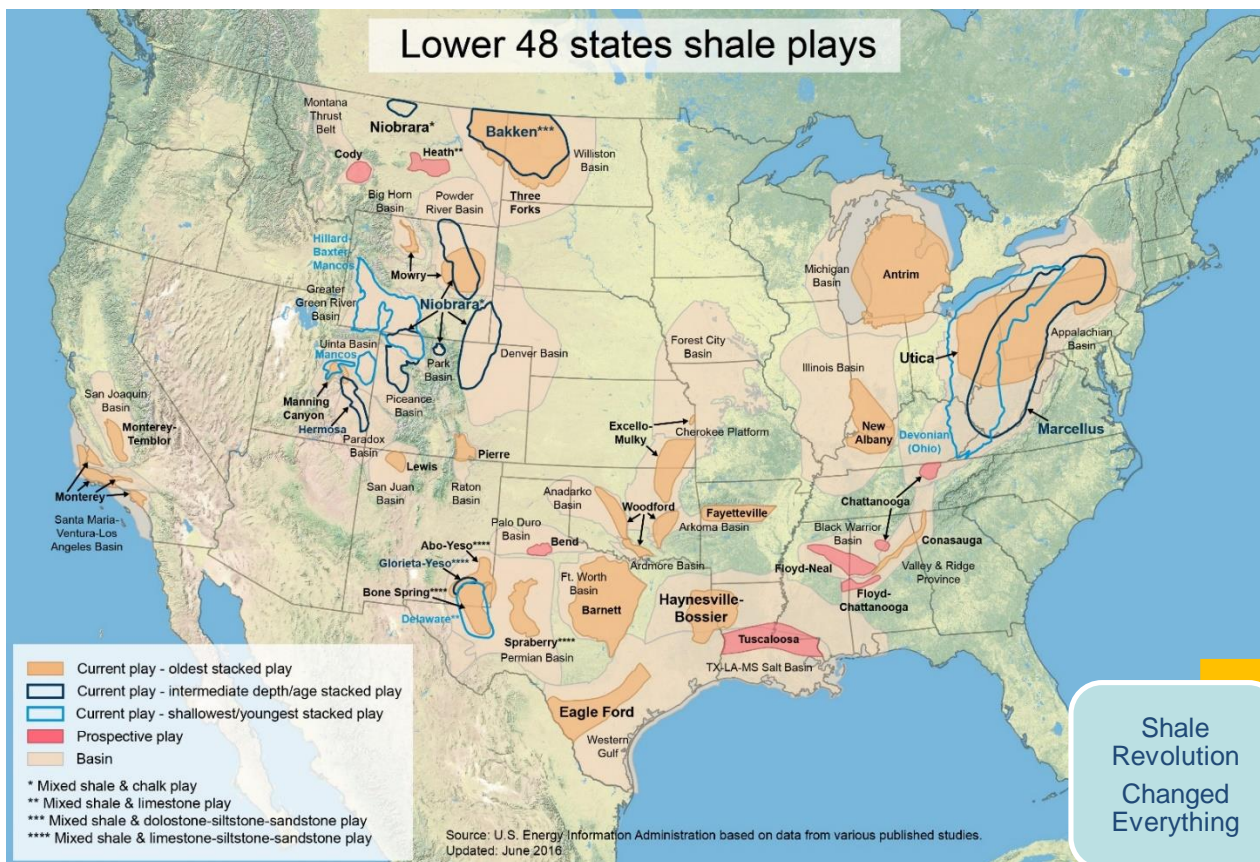 Lower 48 states shale plays
Montana
Thrust
Belt
Niobrara*
Bakken***
Williston
Basin
Cody
Heath**
Big Horn
Basin
Powder
River Basin
Three
Forks
Hillard-
Baxter-
Mancos
Mowry
Greater
Green River
Basin
Niobrara*
Michigan
Basin
Antrim
Uinta Basin
Mancos
Park
Basin
Denver Basin
Forest City
Basin
Illinois Basin
Utica
Appalachian
Basin
San Joaquin
Basin
Manning
Canyon
Piceance
Basin
Hermosa
Monterey-
Temblor
Paradox
Basin
Excello-
Mulky
Cherokee Platform
New
Albany
Devonian
(Ohio)
Marcellus
Lewis
Pierre
Monterey
San Juan
Basin
Raton
Basin
Anadarko
Basin
Woodford
Fayetteville
Chattanooga
Santa Maria-
Ventura-Los
Angeles Basin
Palo Duro
Basin
Arkoma Basin
Black Warrior
Basin
Conasauga
Abo-Yeso****
Bend
Glorieta-Yeso****
Ardmore Basin
Floyd-Neal
Valley & Ridge
Province
Bone Spring****
Ft. Worth
Basin
Barnett
Haynesville-
Bossier
Floyd-
Chattanooga
Delaware**
Spraberry****
Permian Basin
Tuscaloosa
TX-LA-MS Salt Basin
Eagle Ford
Western
Gulf
Current play - oldest stacked play
Current play - intermediate depth/age stacked play
Current play - shallowest/youngest stacked play
Prospective play
Basin
* Mixed shale & chalk play
** Mixed shale & limestone play
*** Mixed shale & dolostone-siltstone-sandstone play
**** Mixed shale & limestone-siltstone-sandstone play
Source: U.S. Energy Information Administration based on data from various published studies.
Updated: June 2016
Shale
Revolution
Changed
Everything